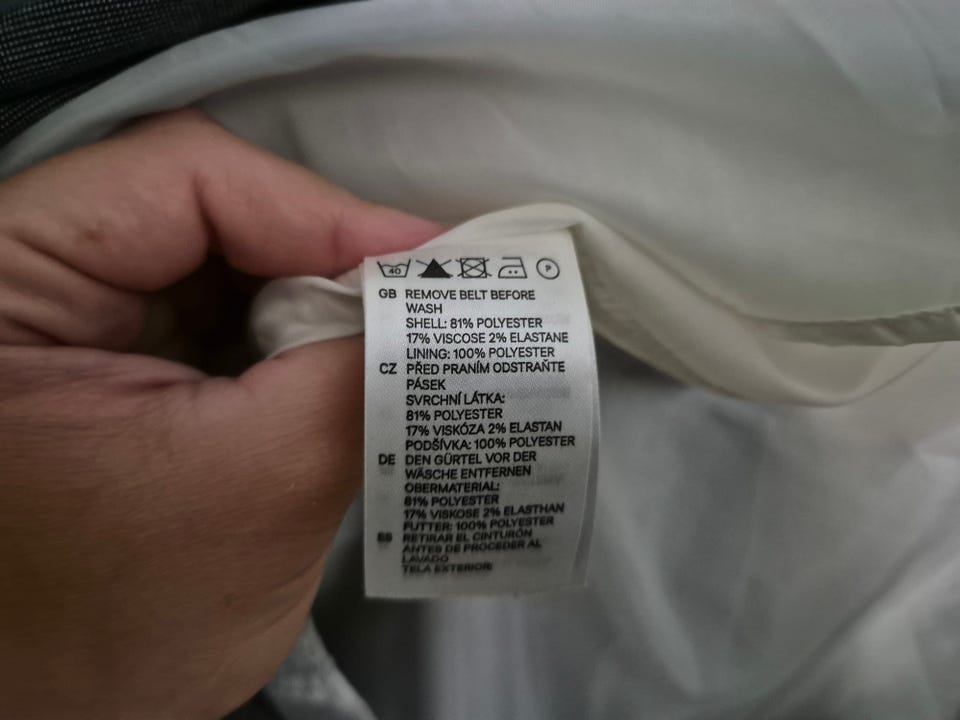 40 P
GB REMOVE BELT BEFORE
WASH
SHELL: 81% POLYESTER
17% VISCOSE 2% ELASTANE
LINING: 100% POLYESTER
CZ PŘED PRANÍM ODSTRAŇTE
PÁSEK
SVRCHNÍ LÁTKA:
81% POLYESTER
17% VISKÓZA 2% ELASTAN
PODŠÍVKA: 100% POLYESTER
DE DEN GÜRTEL VOR DER
WÄSCHE ENTFERNEN
OBERMATERIAL:
81% POLYESTER
17% VISKOSE 2% ELASTHAN
FUTTER: 100% POLYESTER
ES RETIRAR EL CINTURÓN
ANTES DE PROCEDER AL
LAVADO
TELA EXTERIOR: